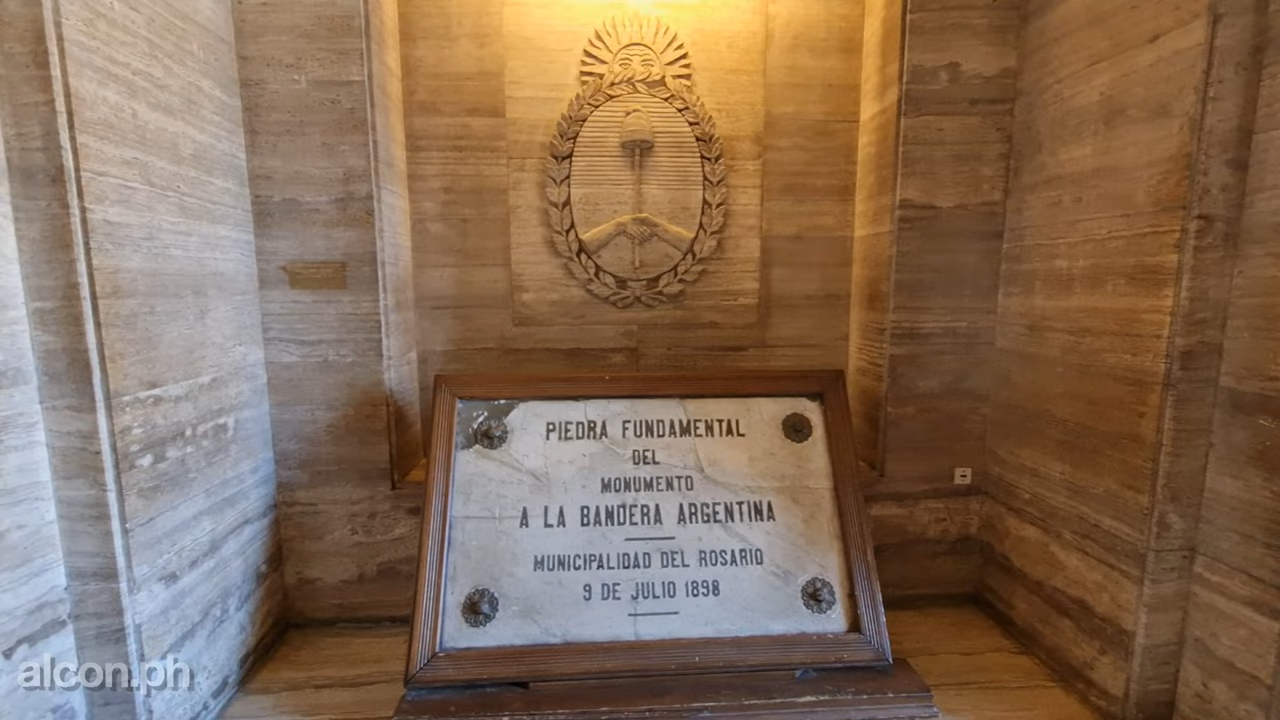 PIEDRA FUNDAMENTAL
DEL
MONUMENTO
A LA BANDERA ARGENTINA
MUNICIPALIDAD DEL ROSARIO
9 DE JULIO 1898
alcon.ph